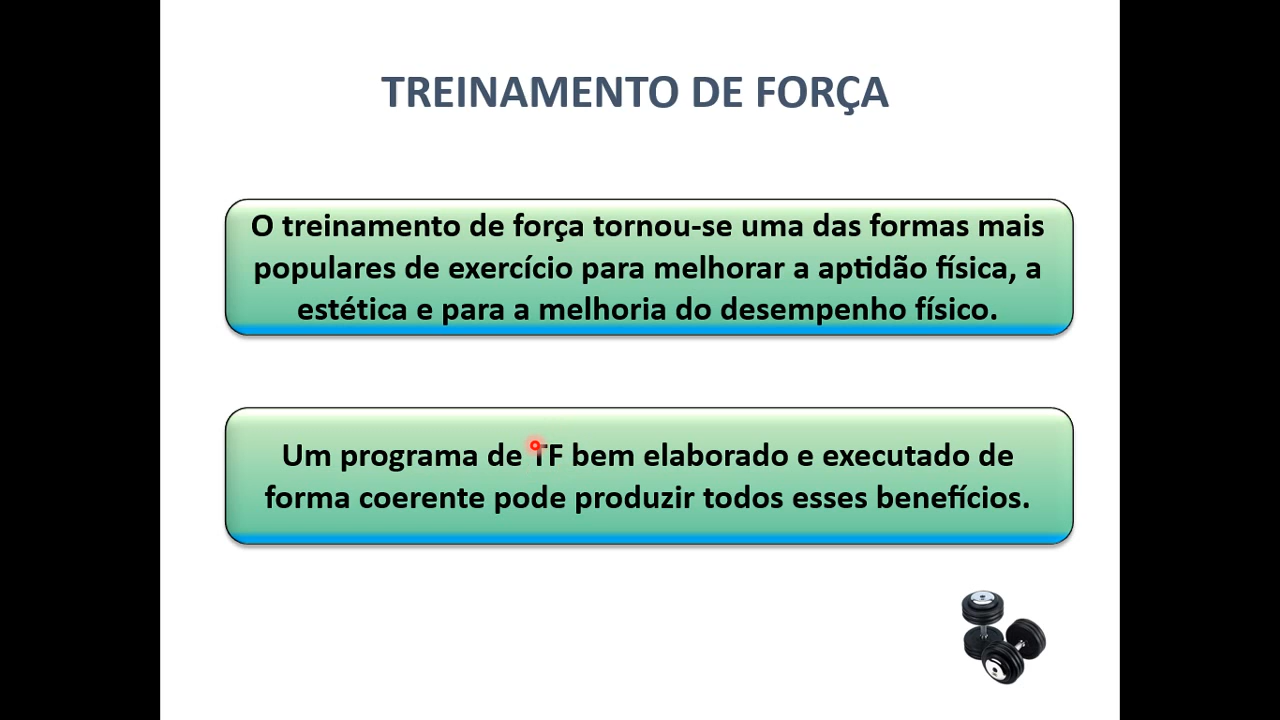 TREINAMENTO DE FORÇA
O treinamento de força tornou-se uma das formas mais
populares de exercício para melhorar a aptidão física, a
estética e para a melhoria do desempenho físico.
Um programa de TF bem elaborado e executado de
forma coerente pode produzir todos esses benefícios.